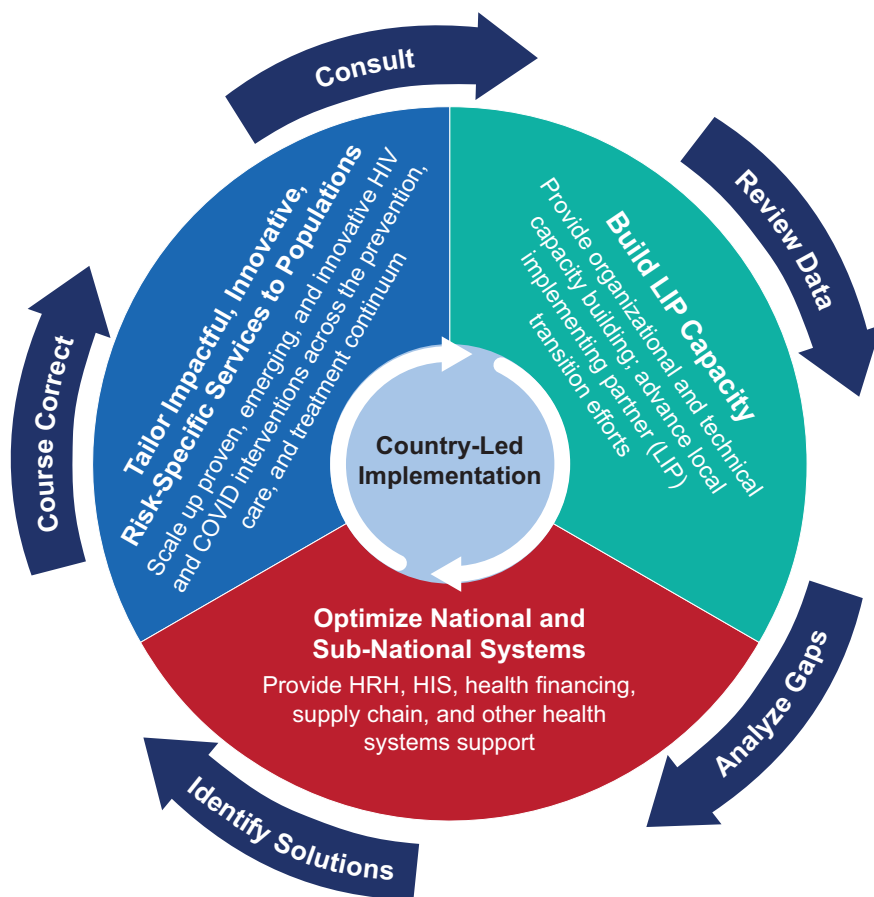 Consult
Review Data
Analyze Gaps
Identify Solutions
Course Correct
Tailor Impactful, Innovative,
Risk-Specific Services to Populations
Scale up proven, emerging, and innovative HIV
and COVID interventions across the prevention,
care, and treatment continuum
Build LIP Capacity
Provide organizational and technical
capacity building; advance local
implementing partner (LIP)
transition efforts
Country-Led
Implementation
Optimize National and
Sub-National Systems
Provide HRH, HIS, health financing,
supply chain, and other health
systems support